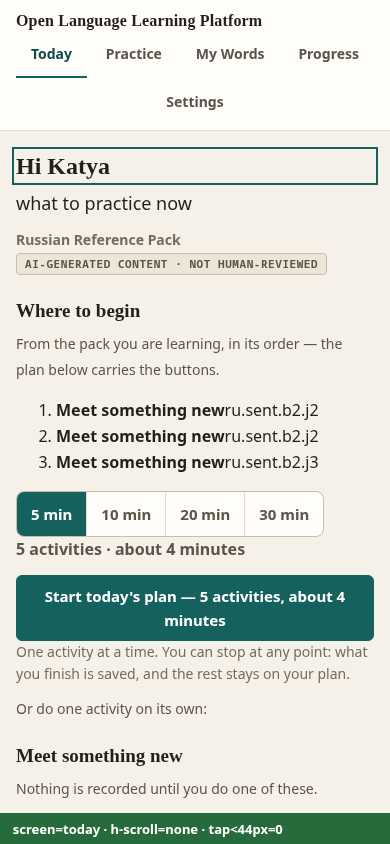 Open Language Learning Platform
Today Practice My Words Progress
Settings
Hi Katya
what to practice now
Russian Reference Pack
AI-GENERATED CONTENT · NOT HUMAN-REVIEWED
Where to begin
From the pack you are learning, in its order — the
plan below carries the buttons.
1. Meet something newru.sent.b2.j2
2. Meet something newru.sent.b2.j2
3. Meet something newru.sent.b2.j3
5 min 10 min 20 min 30 min
5 activities · about 4 minutes
Start today's plan — 5 activities, about 4
minutes
One activity at a time. You can stop at any point: what
you finish is saved, and the rest stays on your plan.
Or do one activity on its own:
Meet something new
Nothing is recorded until you do one of these.
screen=today · h-scroll=none · tap<44px=0